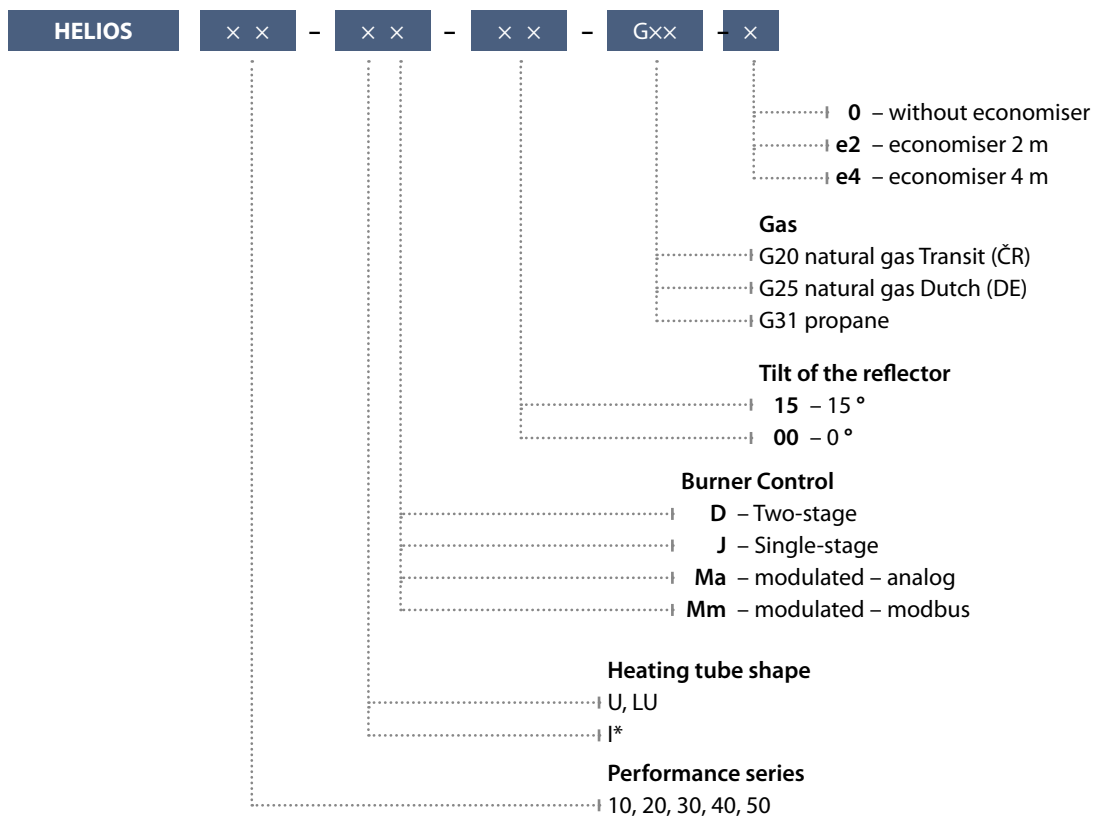 HELIOS × × – × × – × × – G×× – ×
0 – without economiser
e2 – economiser 2 m
e4 – economiser 4 m
Gas
G20 natural gas Transit (ČR)
G25 natural gas Dutch (DE)
G31 propane
Tilt of the reflector
15 – 15 °
00 – 0 °
Burner Control
D – Two-stage
J – Single-stage
Ma – modulated – analog
Mm – modulated – modbus
Heating tube shape
U, LU
I*
Performance series
10, 20, 30, 40, 50